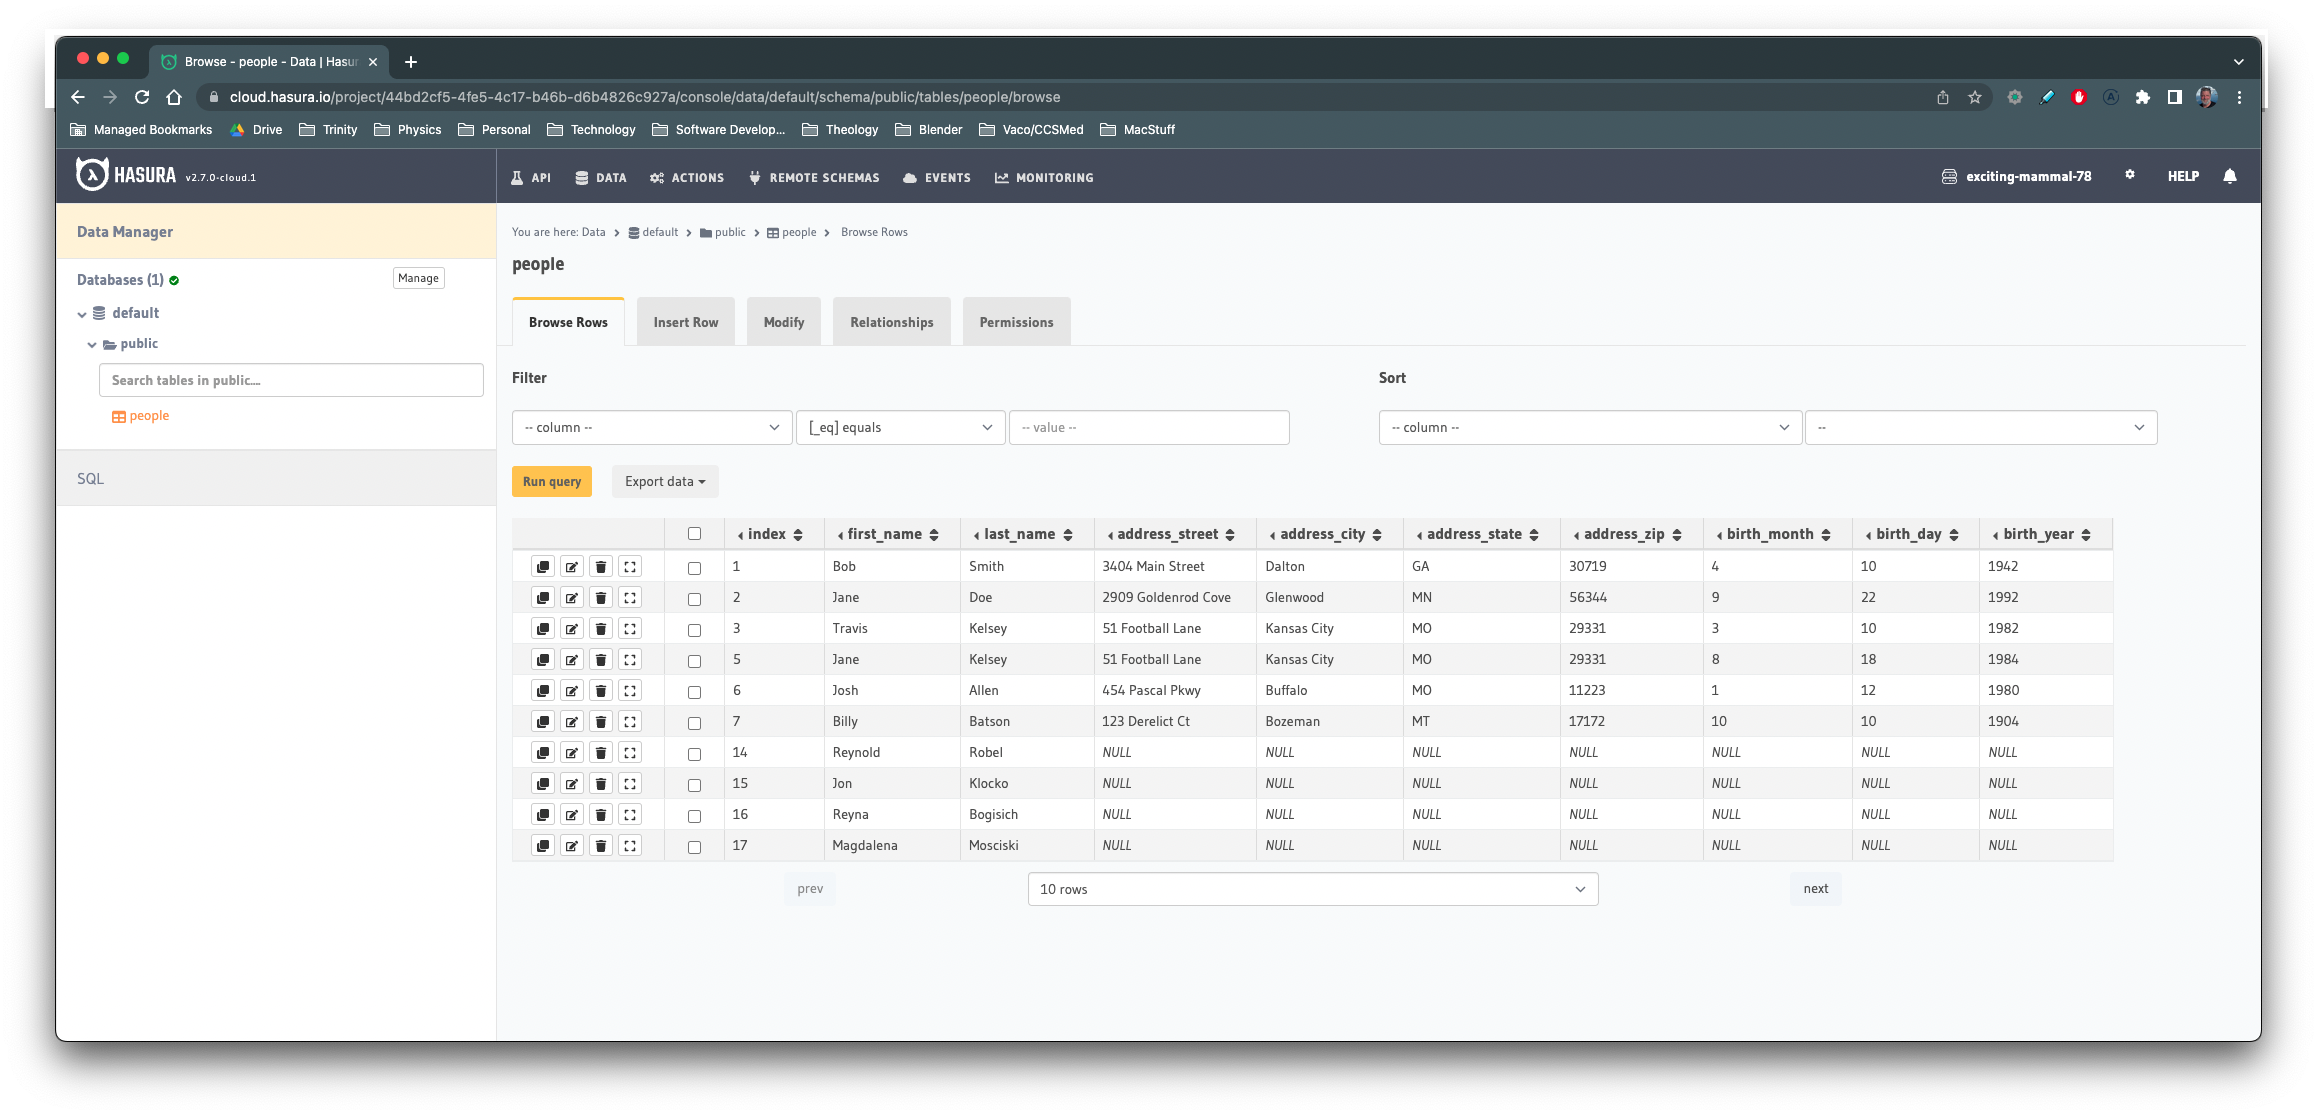 Browse - people - Data | Hasur
cloud.hasura.io/project/44bd2cf5-4fe5-4c17-b46b-d6b4826c927a/console/data/default/schema/public/tables/people/browse
Managed Bookmarks Drive Trinity Physics Personal Technology Software Develop... Theology Blender Vaco/CCSMed MacStuff
HASURA v2.7.0-cloud.1 API DATA ACTIONS REMOTE SCHEMAS EVENTS MONITORING exciting-mammal-78 HELP
Data Manager
Databases (1) Manage
default
public
Search tables in public....
people
SQL
You are here: Data default public people Browse Rows
people
Browse Rows Insert Row Modify Relationships Permissions
Filter Sort
-- column -- [_eq] equals -- value -- -- column -- --
Run query Export data
index first_name last_name address_street address_city address_state address_zip birth_month birth_day birth_year
1 Bob Smith 3404 Main Street Dalton GA 30719 4 10 1942
2 Jane Doe 2909 Goldenrod Cove Glenwood MN 56344 9 22 1992
3 Travis Kelsey 51 Football Lane Kansas City MO 29331 3 10 1982
5 Jane Kelsey 51 Football Lane Kansas City MO 29331 8 18 1984
6 Josh Allen 454 Pascal Pkwy Buffalo MO 11223 1 12 1980
7 Billy Batson 123 Derelict Ct Bozeman MT 17172 10 10 1904
14 Reynold Robel NULL NULL NULL NULL NULL NULL NULL
15 Jon Klocko NULL NULL NULL NULL NULL NULL NULL
16 Reyna Bogisich NULL NULL NULL NULL NULL NULL NULL
17 Magdalena Mosciski NULL NULL NULL NULL NULL NULL NULL
prev 10 rows next